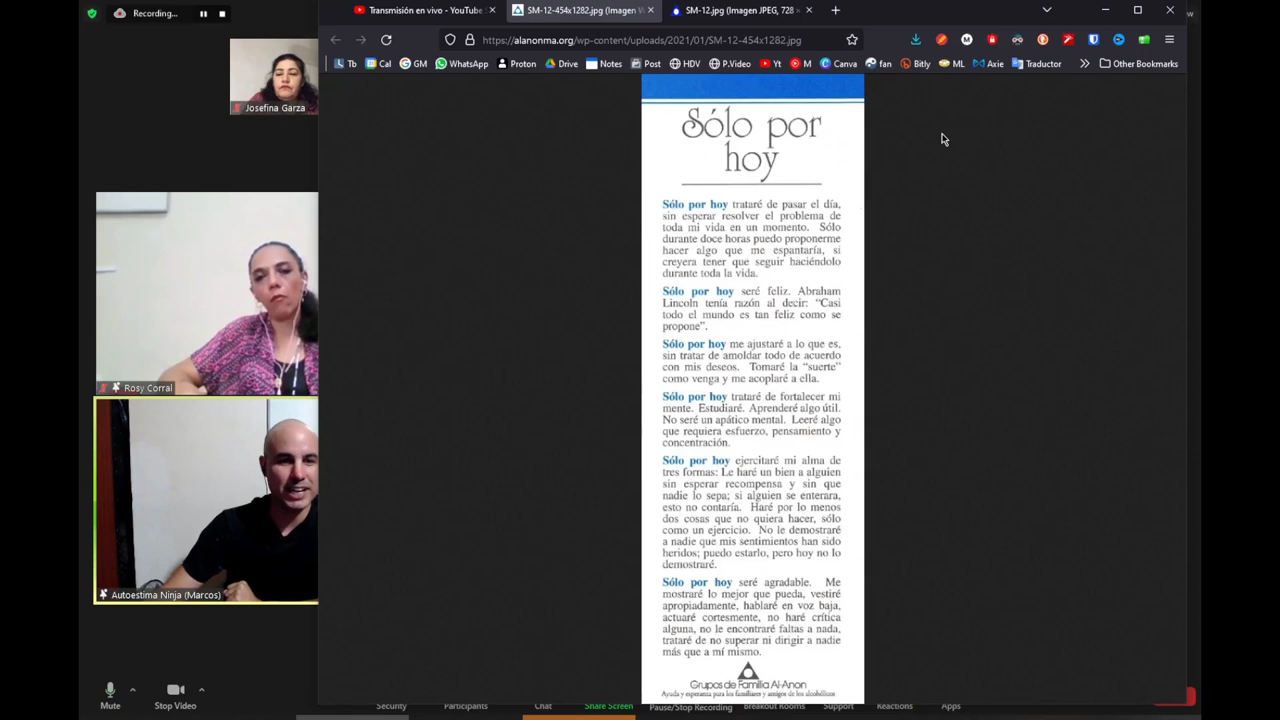 Recording...
Transmisión en vivo - YouTube
SM-12-454x1282.jpg (Imagen W
SM-12.jpg (Imagen JPEG, 728 ×
https://alanonma.org/wp-content/uploads/2021/01/SM-12-454x1282.jpg
Tb Cal GM WhatsApp Proton Drive Notes Post HDV P.Video Yt M Canva fan Bitly ML Axie Traductor Other Bookmarks
Josefina Garza
Rosy Corral
Autoestima Ninja (Marcos)
Sólo por
hoy
Sólo por hoy trataré de pasar el día,
sin esperar resolver el problema de
toda mi vida en un momento. Sólo
durante doce horas puedo proponerme
hacer algo que me espantaría, si
creyera tener que seguir haciéndolo
durante toda la vida.
Sólo por hoy seré feliz. Abraham
Lincoln tenía razón al decir: “Casi
todo el mundo es tan feliz como se
propone”.
Sólo por hoy me ajustaré a lo que es,
sin tratar de amoldar todo de acuerdo
con mis deseos. Tomaré la “suerte”
como venga y me acoplaré a ella.
Sólo por hoy trataré de fortalecer mi
mente. Estudiaré. Aprenderé algo útil.
No seré un apático mental. Leeré algo
que requiera esfuerzo, pensamiento y
concentración.
Sólo por hoy ejercitaré mi alma de
tres formas: Le haré un bien a alguien
sin esperar recompensa y sin que
nadie lo sepa; si alguien se enterara,
esto no contaría. Haré por lo menos
dos cosas que no quiera hacer, sólo
como un ejercicio. No le demostraré
a nadie que mis sentimientos han sido
heridos; puedo estarlo, pero hoy no lo
demostraré.
Sólo por hoy seré agradable. Me
mostraré lo mejor que pueda, vestiré
apropiadamente, hablaré en voz baja,
actuaré cortesmente, no haré crítica
alguna, no le encontraré faltas a nada,
trataré de no superar ni dirigir a nadie
más que a mí mismo.
Grupos de Familia Al-Anon
Ayuda y esperanza para los familiares y amigos de los alcohólicos
Mute Stop Video Security Participants Chat Share Screen Pause/Stop Recording Breakout Rooms Support Reactions Apps